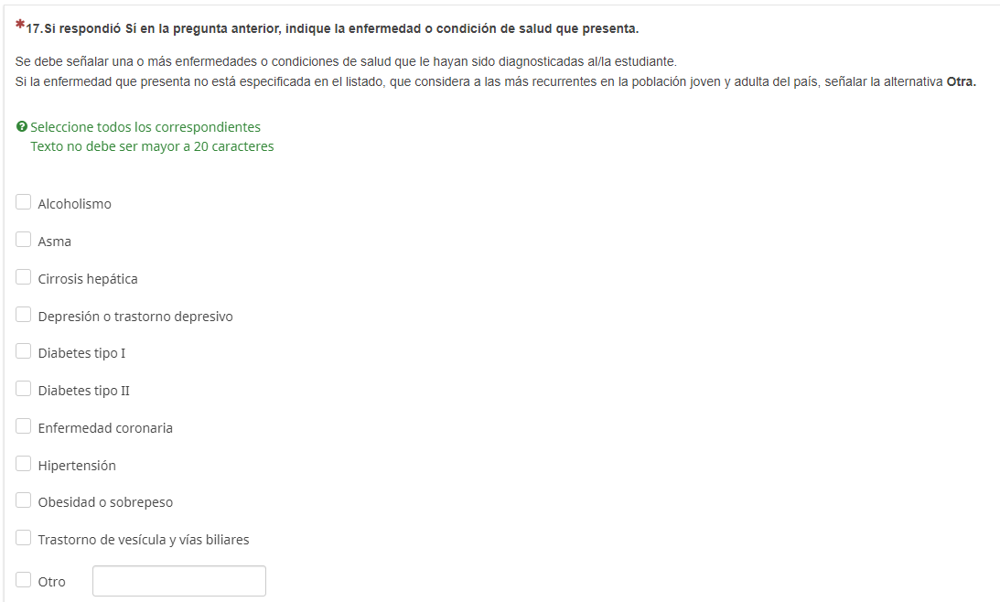 *17.Si respondió Sí en la pregunta anterior, indique la enfermedad o condición de salud que presenta.
Se debe señalar una o más enfermedades o condiciones de salud que le hayan sido diagnosticadas al/la estudiante.
Si la enfermedad que presenta no está especificada en el listado, que considera a las más recurrentes en la población joven y adulta del país, señalar la alternativa Otra.
Seleccione todos los correspondientes
Texto no debe ser mayor a 20 caracteres
Alcoholismo
Asma
Cirrosis hepática
Depresión o trastorno depresivo
Diabetes tipo I
Diabetes tipo II
Enfermedad coronaria
Hipertensión
Obesidad o sobrepeso
Trastorno de vesícula y vías biliares
Otro